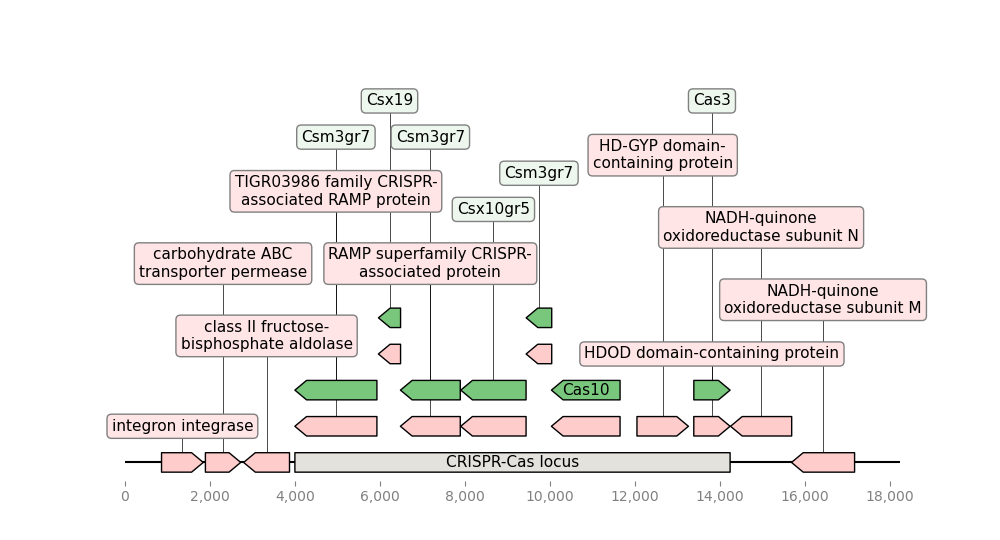 Csx19
Cas3
Csm3gr7
Csm3gr7
HD-GYP domain-
containing protein
Csm3gr7
TIGR03986 family CRISPR-
associated RAMP protein
Csx10gr5
NADH-quinone
oxidoreductase subunit N
carbohydrate ABC
transporter permease
RAMP superfamily CRISPR-
associated protein
NADH-quinone
oxidoreductase subunit M
class II fructose-
bisphosphate aldolase
HDOD domain-containing protein
Cas10
integron integrase
CRISPR-Cas locus
0
2,000
4,000
6,000
8,000
10,000
12,000
14,000
16,000
18,000